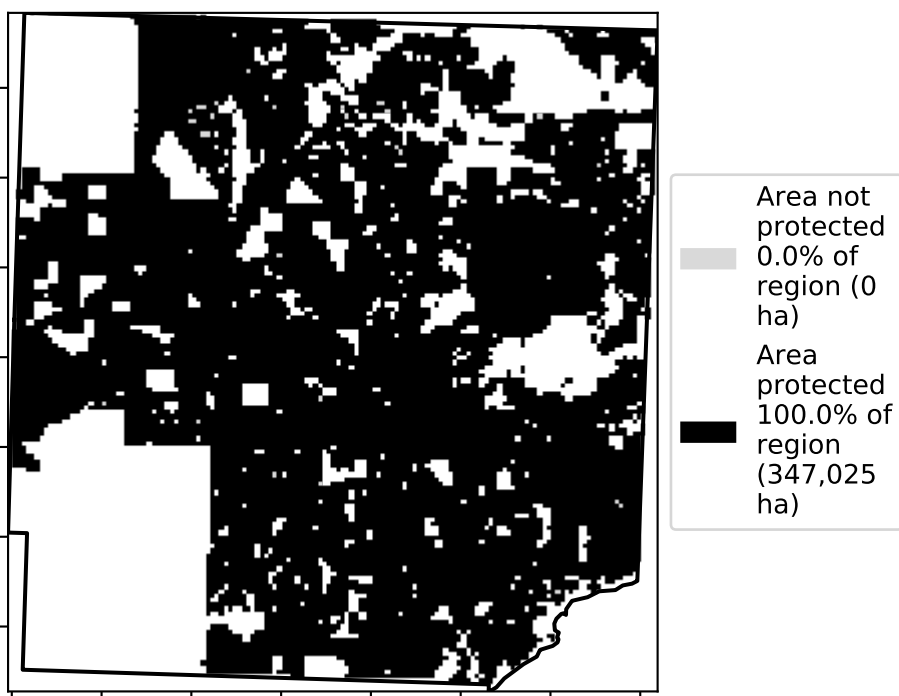 Area not
protected
0.0% of
region (0
ha)
Area
protected
100.0% of
region
(347,025
ha)